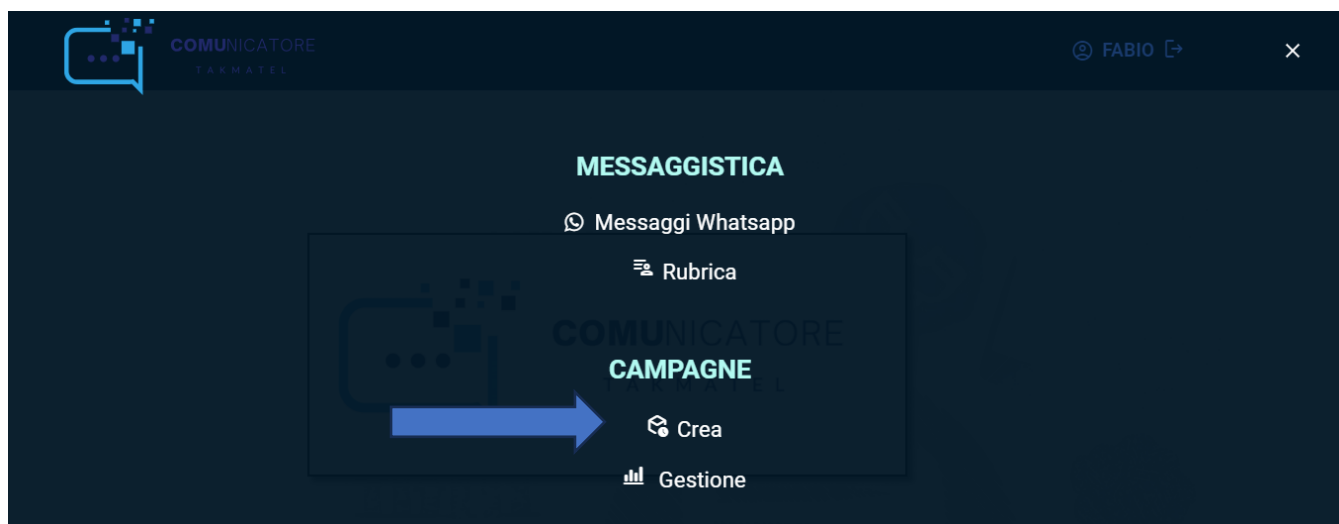 COMUNICATORE
TAKMATEL
FABIO
MESSAGGISTICA
Messaggi Whatsapp
Rubrica
COMUNICATORE
CAMPAGNE
TAKMATEL
Crea
Gestione